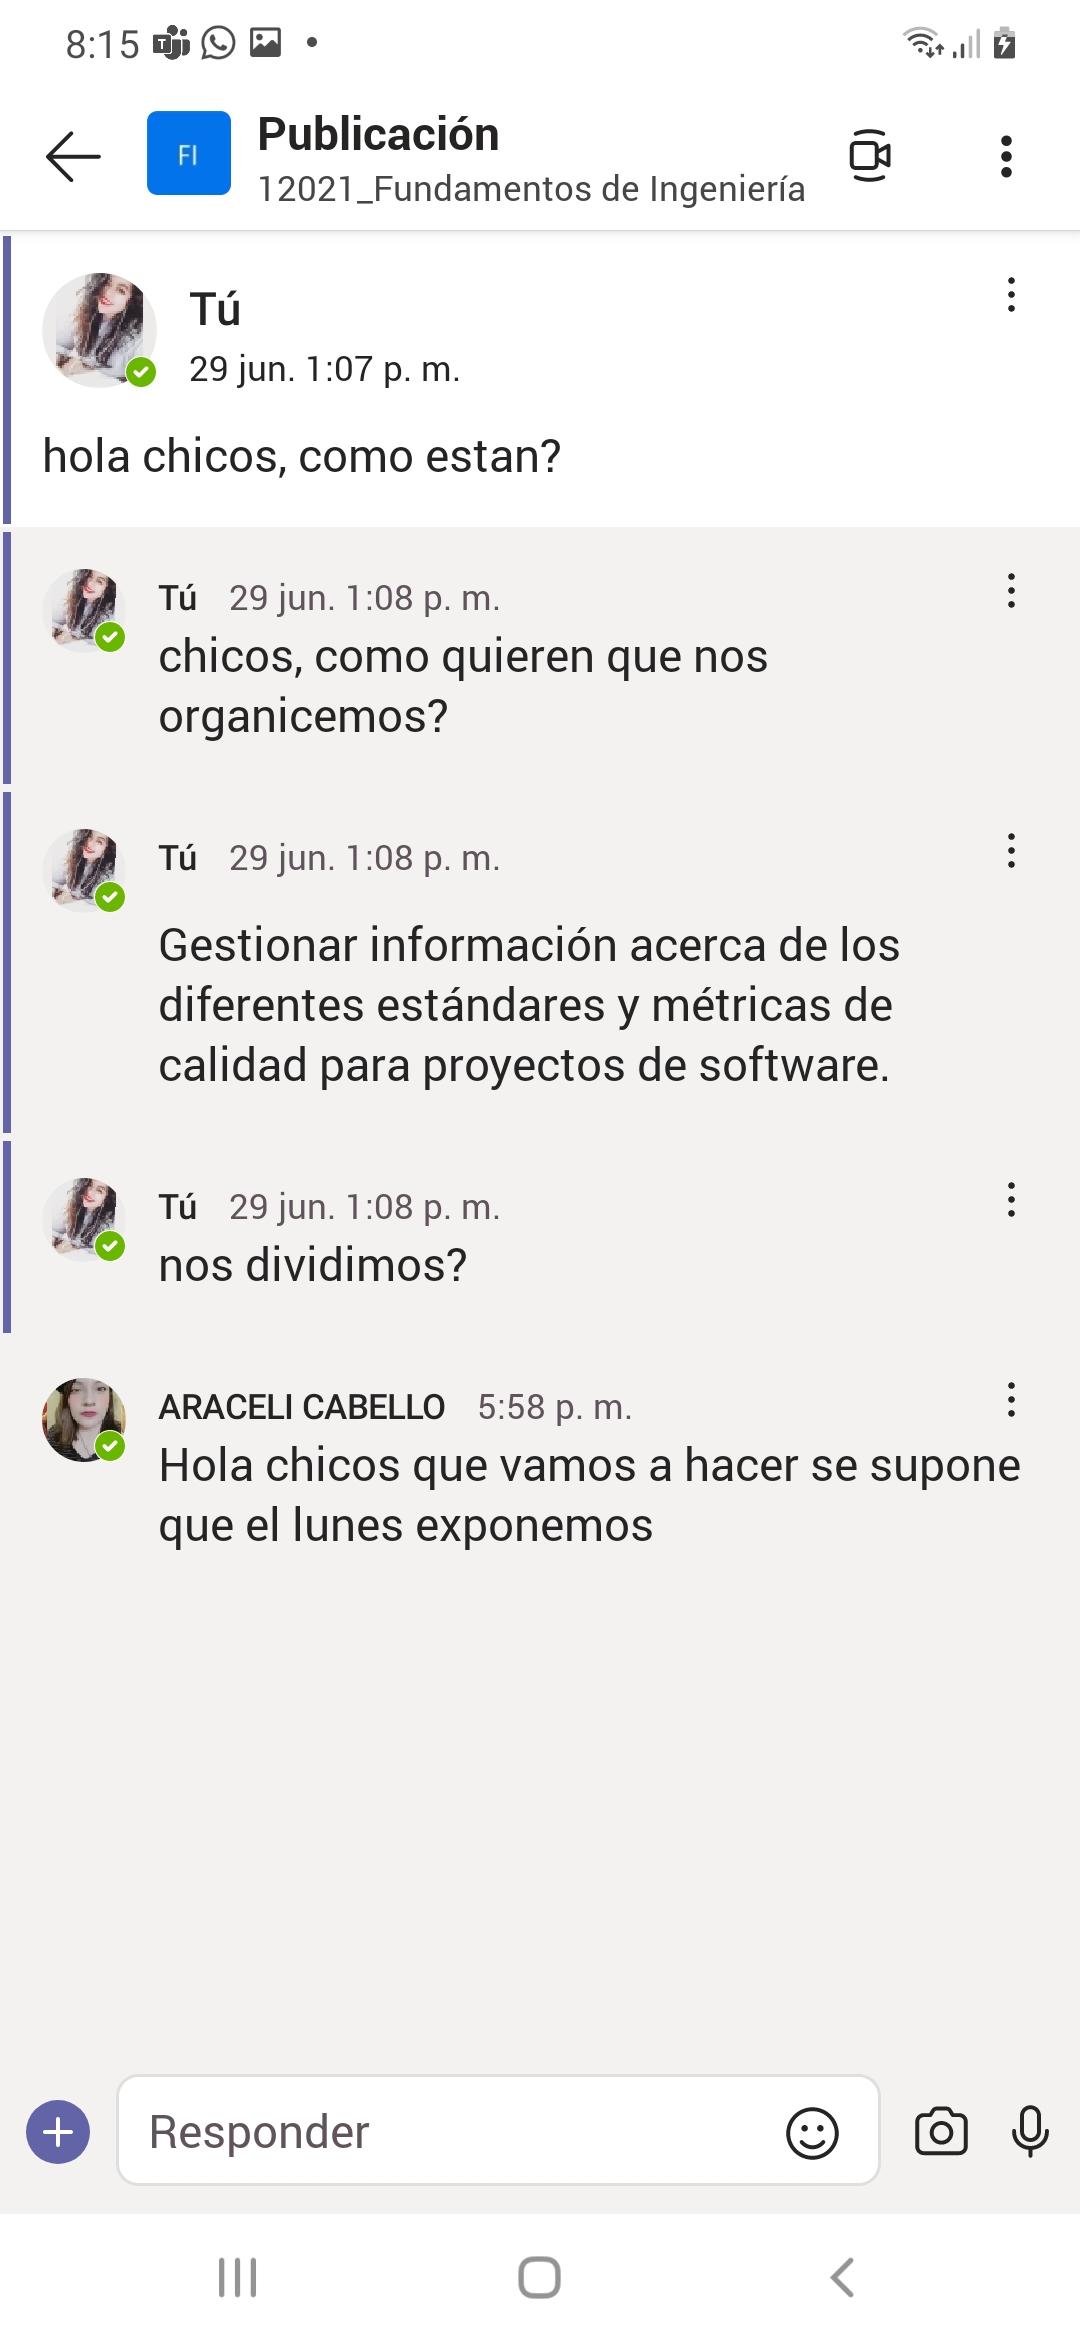 8:15
FI
Publicación
12021_Fundamentos de Ingeniería
Tú
29 jun. 1:07 p. m.
hola chicos, como estan?
Tú 29 jun. 1:08 p. m.
chicos, como quieren que nos
organicemos?
Tú 29 jun. 1:08 p. m.
Gestionar información acerca de los
diferentes estándares y métricas de
calidad para proyectos de software.
Tú 29 jun. 1:08 p. m.
nos dividimos?
ARACELI CABELLO 5:58 p. m.
Hola chicos que vamos a hacer se supone
que el lunes exponemos
Responder